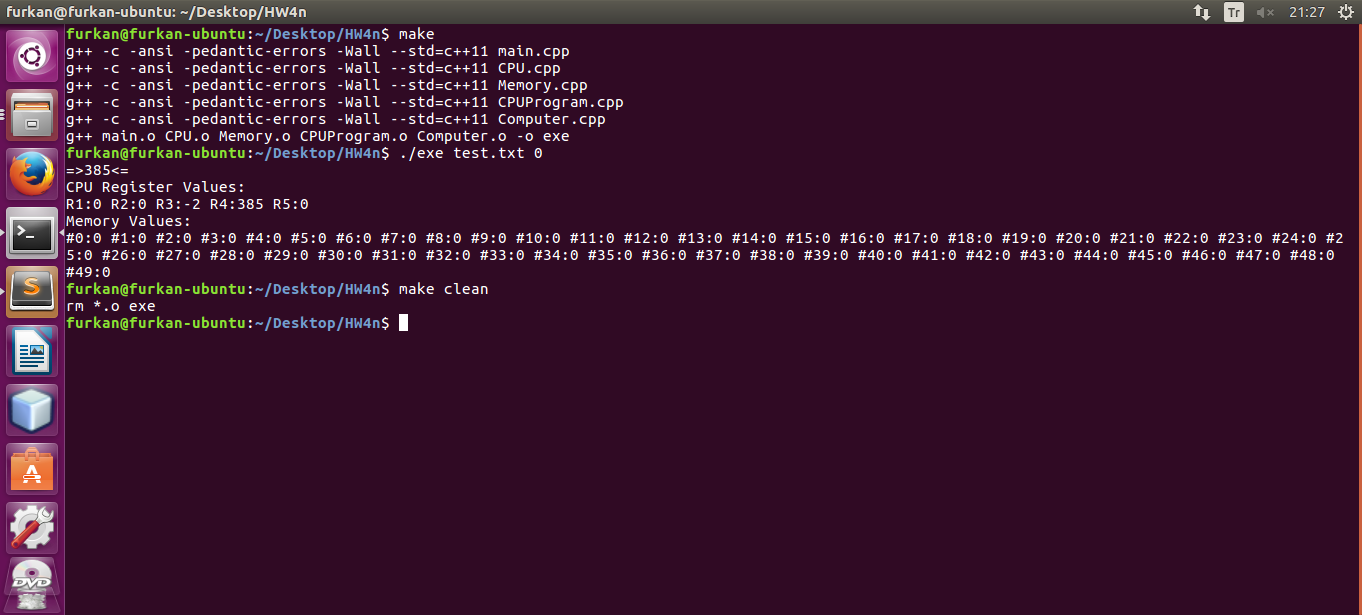 furkan@furkan-ubuntu: ~/Desktop/HW4n
Tr
21:27
furkan@furkan-ubuntu:~/Desktop/HW4n$ make
g++ -c -ansi -pedantic-errors -Wall --std=c++11 main.cpp
g++ -c -ansi -pedantic-errors -Wall --std=c++11 CPU.cpp
g++ -c -ansi -pedantic-errors -Wall --std=c++11 Memory.cpp
g++ -c -ansi -pedantic-errors -Wall --std=c++11 CPUProgram.cpp
g++ -c -ansi -pedantic-errors -Wall --std=c++11 Computer.cpp
g++ main.o CPU.o Memory.o CPUProgram.o Computer.o -o exe
furkan@furkan-ubuntu:~/Desktop/HW4n$ ./exe test.txt 0
=>385<=
CPU Register Values:
R1:0 R2:0 R3:-2 R4:385 R5:0
Memory Values:
#0:0 #1:0 #2:0 #3:0 #4:0 #5:0 #6:0 #7:0 #8:0 #9:0 #10:0 #11:0 #12:0 #13:0 #14:0 #15:0 #16:0 #17:0 #18:0 #19:0 #20:0 #21:0 #22:0 #23:0 #24:0 #2
5:0 #26:0 #27:0 #28:0 #29:0 #30:0 #31:0 #32:0 #33:0 #34:0 #35:0 #36:0 #37:0 #38:0 #39:0 #40:0 #41:0 #42:0 #43:0 #44:0 #45:0 #46:0 #47:0 #48:0
#49:0
furkan@furkan-ubuntu:~/Desktop/HW4n$ make clean
rm *.o exe
furkan@furkan-ubuntu:~/Desktop/HW4n$
>_
S
A
DVD